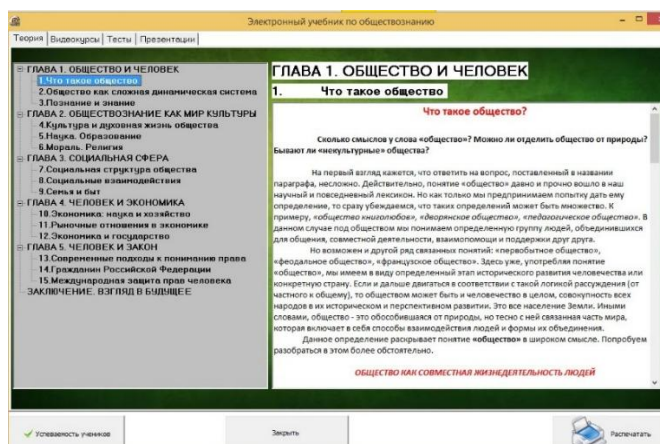 Электронный учебник по обществознанию
Теория Видеокурсы Тесты Презентации
ГЛАВА 1. ОБЩЕСТВО И ЧЕЛОВЕК
1.Что такое общество
2.Общество как сложная динамическая система
3.Познание и знание
ГЛАВА 2. ОБЩЕСТВОЗНАНИЕ КАК МИР КУЛЬТУРЫ
4.Культура и духовная жизнь общества
5.Наука. Образование
6.Мораль. Религия
ГЛАВА 3. СОЦИАЛЬНАЯ СФЕРА
7.Социальная структура общества
8.Социальные взаимодействия
9.Семья и быт
ГЛАВА 4. ЧЕЛОВЕК И ЭКОНОМИКА
10.Экономика: наука и хозяйство
11.Рыночные отношения в экономике
12.Экономика и государство
ГЛАВА 5. ЧЕЛОВЕК И ЗАКОН
13.Современные подходы к пониманию права
14.Гражданин Российской Федерации
15.Международная защита прав человека
ЗАКЛЮЧЕНИЕ. ВЗГЛЯД В БУДУЩЕЕ
ГЛАВА 1. ОБЩЕСТВО И ЧЕЛОВЕК
1. Что такое общество
Что такое общество?
Сколько смыслов у слова «общество»? Можно ли отделить общество от природы?
Бывают ли «некультурные» общества?
На первый взгляд кажется, что ответить на вопрос, поставленный в названии
параграфа, несложно. Действительно, понятие «общество» давно и прочно вошло в наш
научный и повседневный лексикон. Но как только мы предпринимаем попытку дать ему
определение, то сразу убеждаемся, что таких определений может быть множество. К
примеру, «общество книголюбов», «дворянское общество», «педагогическое общество». В
данном случае под обществом мы понимаем определенную группу людей, объединившихся
для общения, совместной деятельности, взаимопомощи и поддержки друг друга.
Но возможен и другой ряд связанных понятий: «первобытное общество»,
«феодальное общество», «французское общество». Здесь уже, употребляя понятие
«общество», мы имеем в виду определенный этап исторического развития человечества или
конкретную страну. Если и дальше двигаться в соответствии с такой логикой рассуждения (от
частного к общему), то обществом может быть и человечество в целом, совокупность всех
народов в их историческом и перспективном развитии. Это все население Земли. Иными
словами, общество - это обособившаяся от природы, но тесно с ней связанная часть мира,
которая включает в себя способы взаимодействия людей и формы их объединения.
Данное определение раскрывает понятие «общество» в широком смысле. Попробуем
разобраться в этом более обстоятельно.
ОБЩЕСТВО КАК СОВМЕСТНАЯ ЖИЗНЕДЕЯТЕЛЬНОСТЬ ЛЮДЕЙ
Успеваемость учеников Закрыть Распечатать